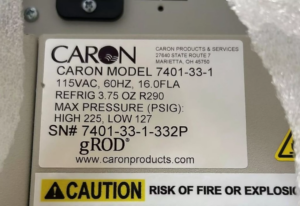 CARON
CARON PRODUCTS & SERVICES
27640 STATE ROUTE 7
MARIETTA, OH 45750
CARON MODEL 7401-33-1
115VAC, 60HZ, 16.0FLA
REFRIG 3.75 OZ R290
MAX PRESSURE (PSIG):
HIGH 225, LOW 127
SN# 7401-33-1-332P
gROD®
www.caronproducts.com
CAUTION RISK OF FIRE OR EXPLOSIO